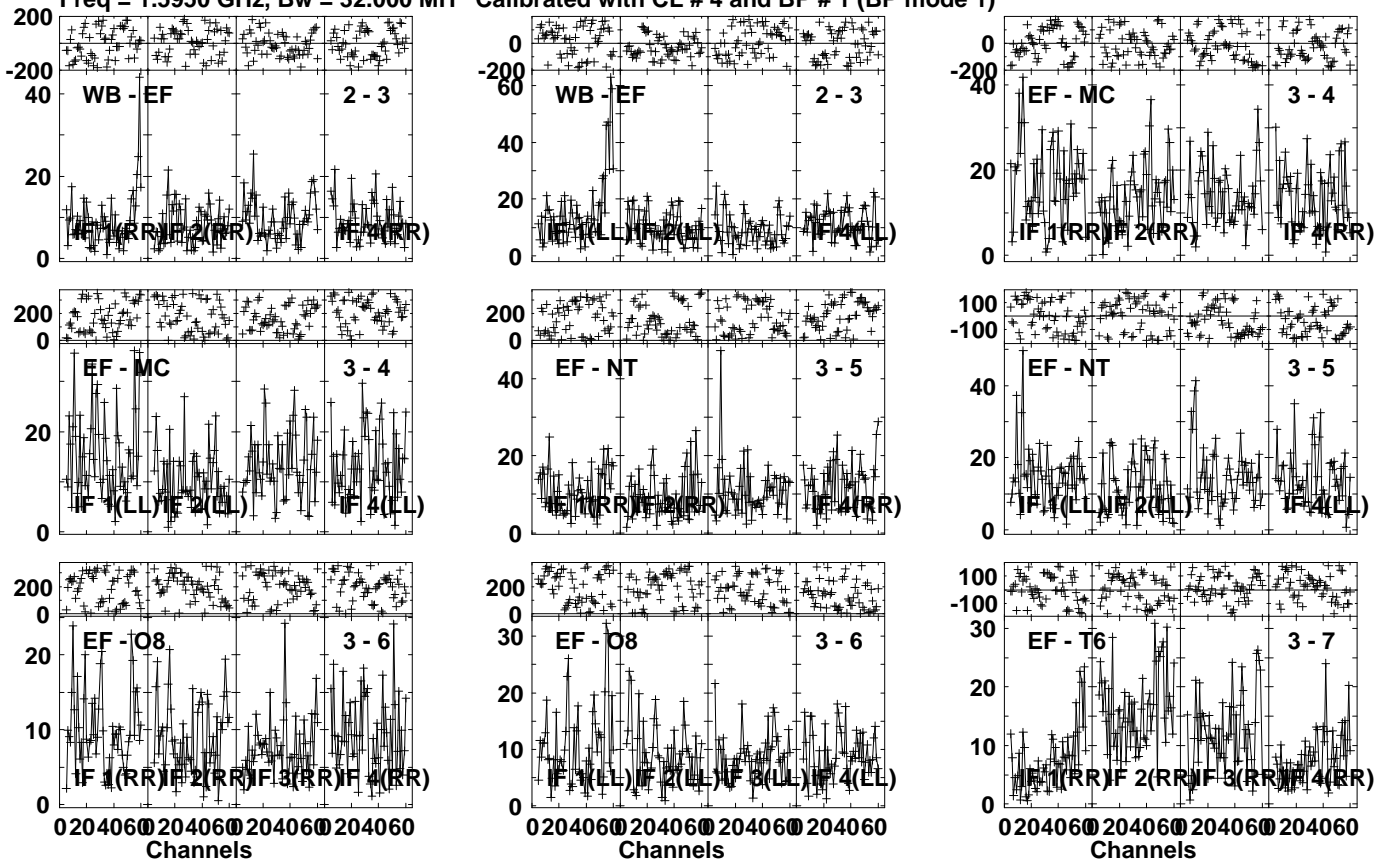 Freq = 1.5950 GHz, Bw = 32.000 MH Calibrated with CL # 4 and BP # 1 (BP mode 1)
200
0
-200
WB - EF 2 - 3
40
20
0
IF 1(RR) IF 2(RR) IF 4(RR)
0
-200
WB - EF 2 - 3
60
40
20
0
IF 1(LL) IF 2(LL) IF 4(LL)
0
-200
EF - MC 3 - 4
40
20
0
IF 1(RR) IF 2(RR) IF 4(RR)
200
0
EF - MC 3 - 4
20
0
IF 1(LL) IF 2(LL) IF 4(LL)
200
0
EF - NT 3 - 5
40
20
0
IF 1(RR) IF 2(RR) IF 4(RR)
100
-100
EF - NT 3 - 5
40
20
0
IF 1(LL) IF 2(LL) IF 4(LL)
200
0
EF - O8 3 - 6
20
10
0
IF 1(RR) IF 2(RR) IF 3(RR) IF 4(RR)
0 20 40 60 0 20 40 60 0 20 40 60 0 20 40 60
Channels
200
0
EF - O8 3 - 6
30
20
10
0
IF 1(LL) IF 2(LL) IF 3(LL) IF 4(LL)
0 20 40 60 0 20 40 60 0 20 40 60 0 20 40 60
Channels
100
-100
EF - T6 3 - 7
30
20
10
0
IF 1(RR) IF 2(RR) IF 3(RR) IF 4(RR)
0 20 40 60 0 20 40 60 0 20 40 60 0 20 40 60
Channels